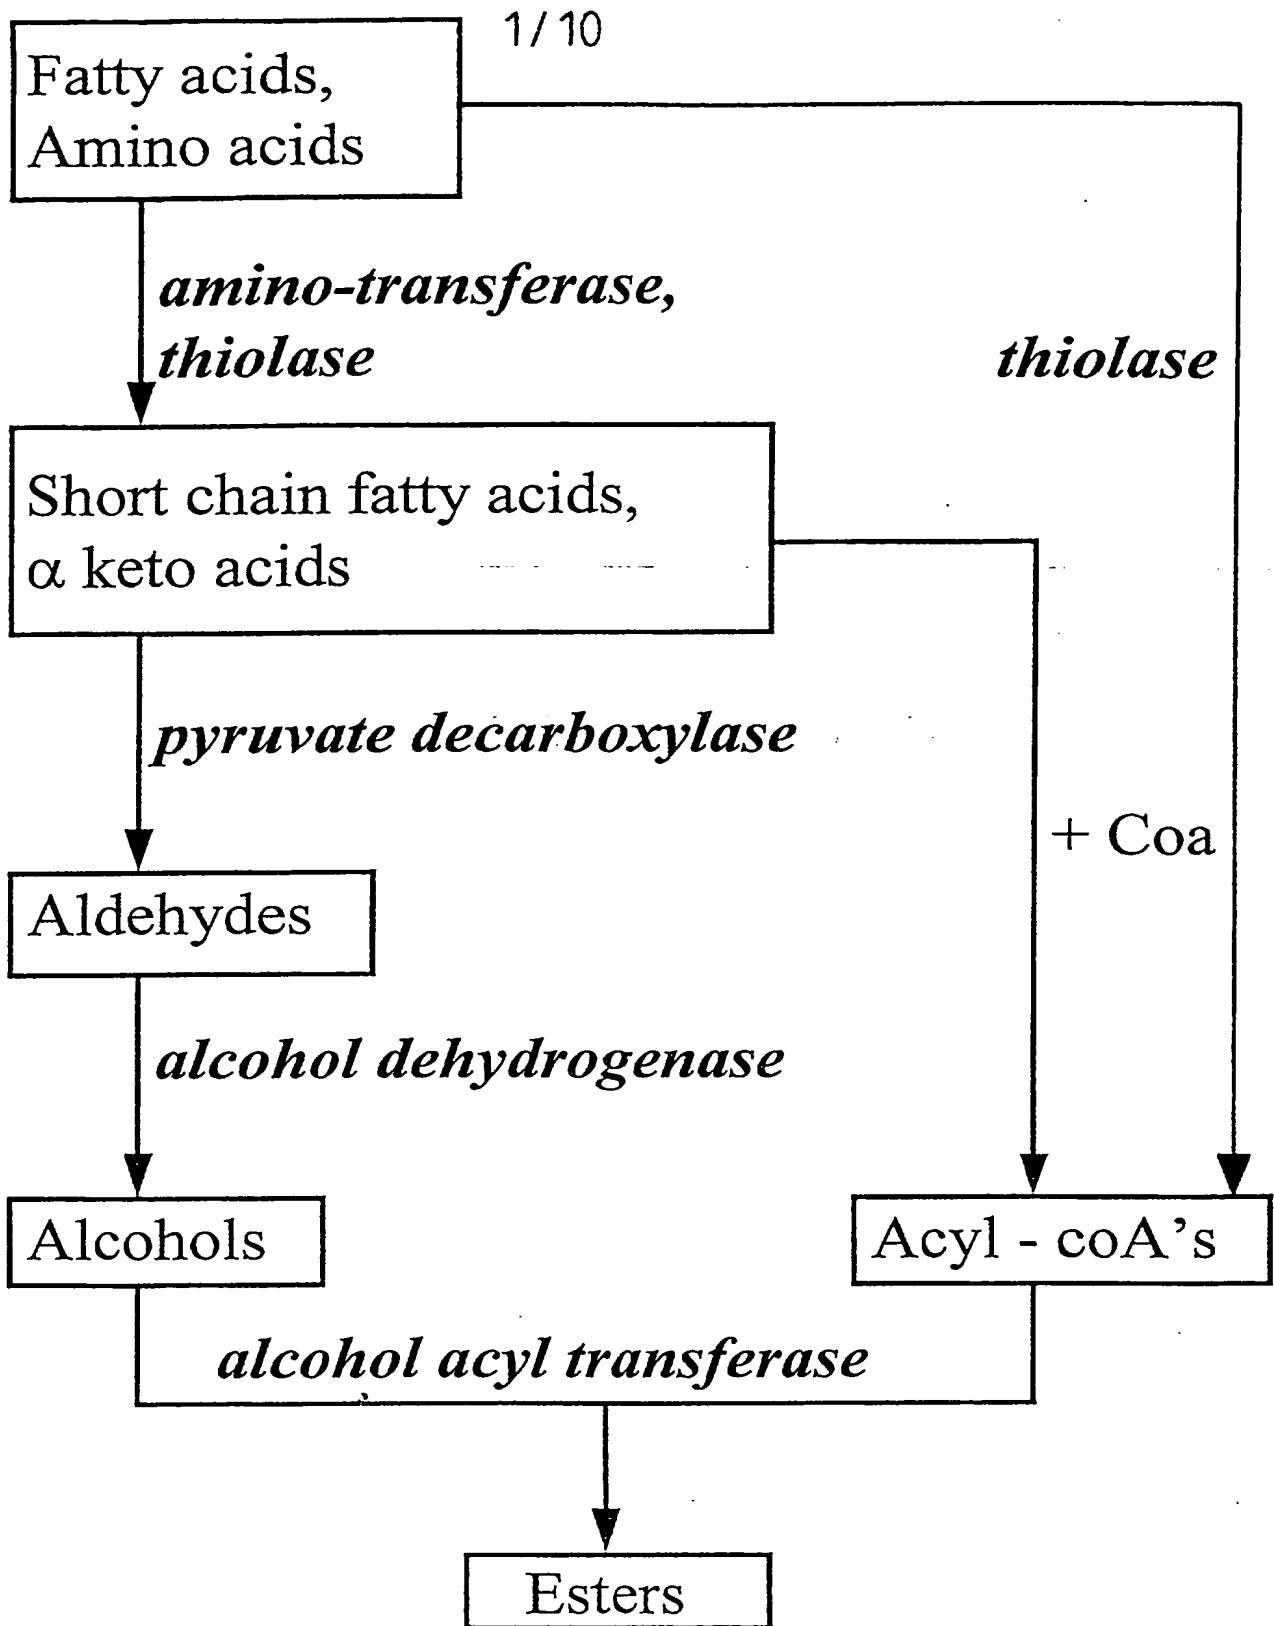 1/10
Fatty acids,
Amino acids
amino-transferase,
thiolase
thiolase
Short chain fatty acids,
α keto acids
pyruvate decarboxylase
+ Coa
Aldehydes
alcohol dehydrogenase
Alcohols
Acyl - coA's
alcohol acyl transferase
Esters